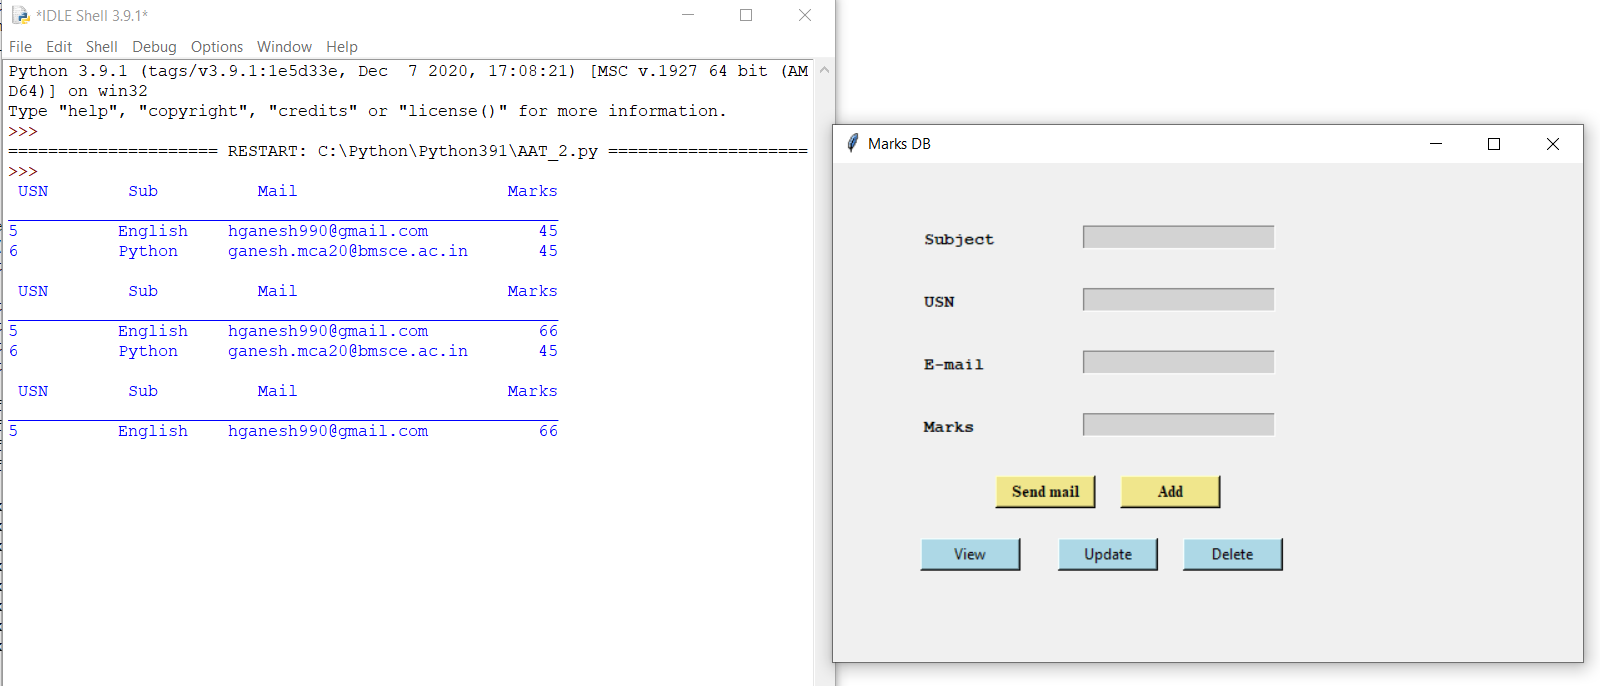 *IDLE Shell 3.9.1*
File Edit Shell Debug Options Window Help
Python 3.9.1 (tags/v3.9.1:1e5d33e, Dec  7 2020, 17:08:21) [MSC v.1927 64 bit (AM
D64)] on win32
Type "help", "copyright", "credits" or "license()" for more information.
>>>
===================== RESTART: C:\Python\Python391\AAT_2.py ====================
>>>
 USN        Sub          Mail                     Marks
_______________________________________________________
5          English    hganesh990@gmail.com           45
6          Python     ganesh.mca20@bmsce.ac.in       45
 USN        Sub          Mail                     Marks
_______________________________________________________
5          English    hganesh990@gmail.com           66
6          Python     ganesh.mca20@bmsce.ac.in       45
 USN        Sub          Mail                     Marks
_______________________________________________________
5          English    hganesh990@gmail.com           66
Marks DB
Subject
USN
E-mail
Marks
Send mail Add
View Update Delete